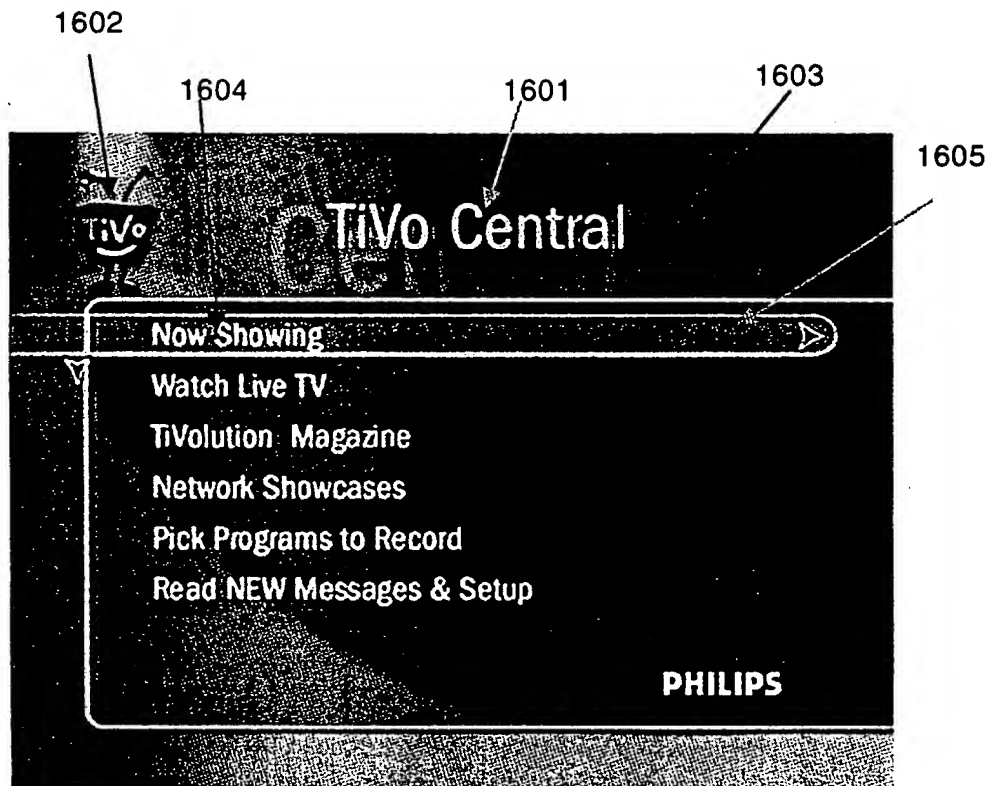 1602
1604 1601 1603
1605
TiVo
TiVo Central
Now Showing
Watch Live TV
TiVolution Magazine
Network Showcases
Pick Programs to Record
Read NEW Messages & Setup
PHILIPS